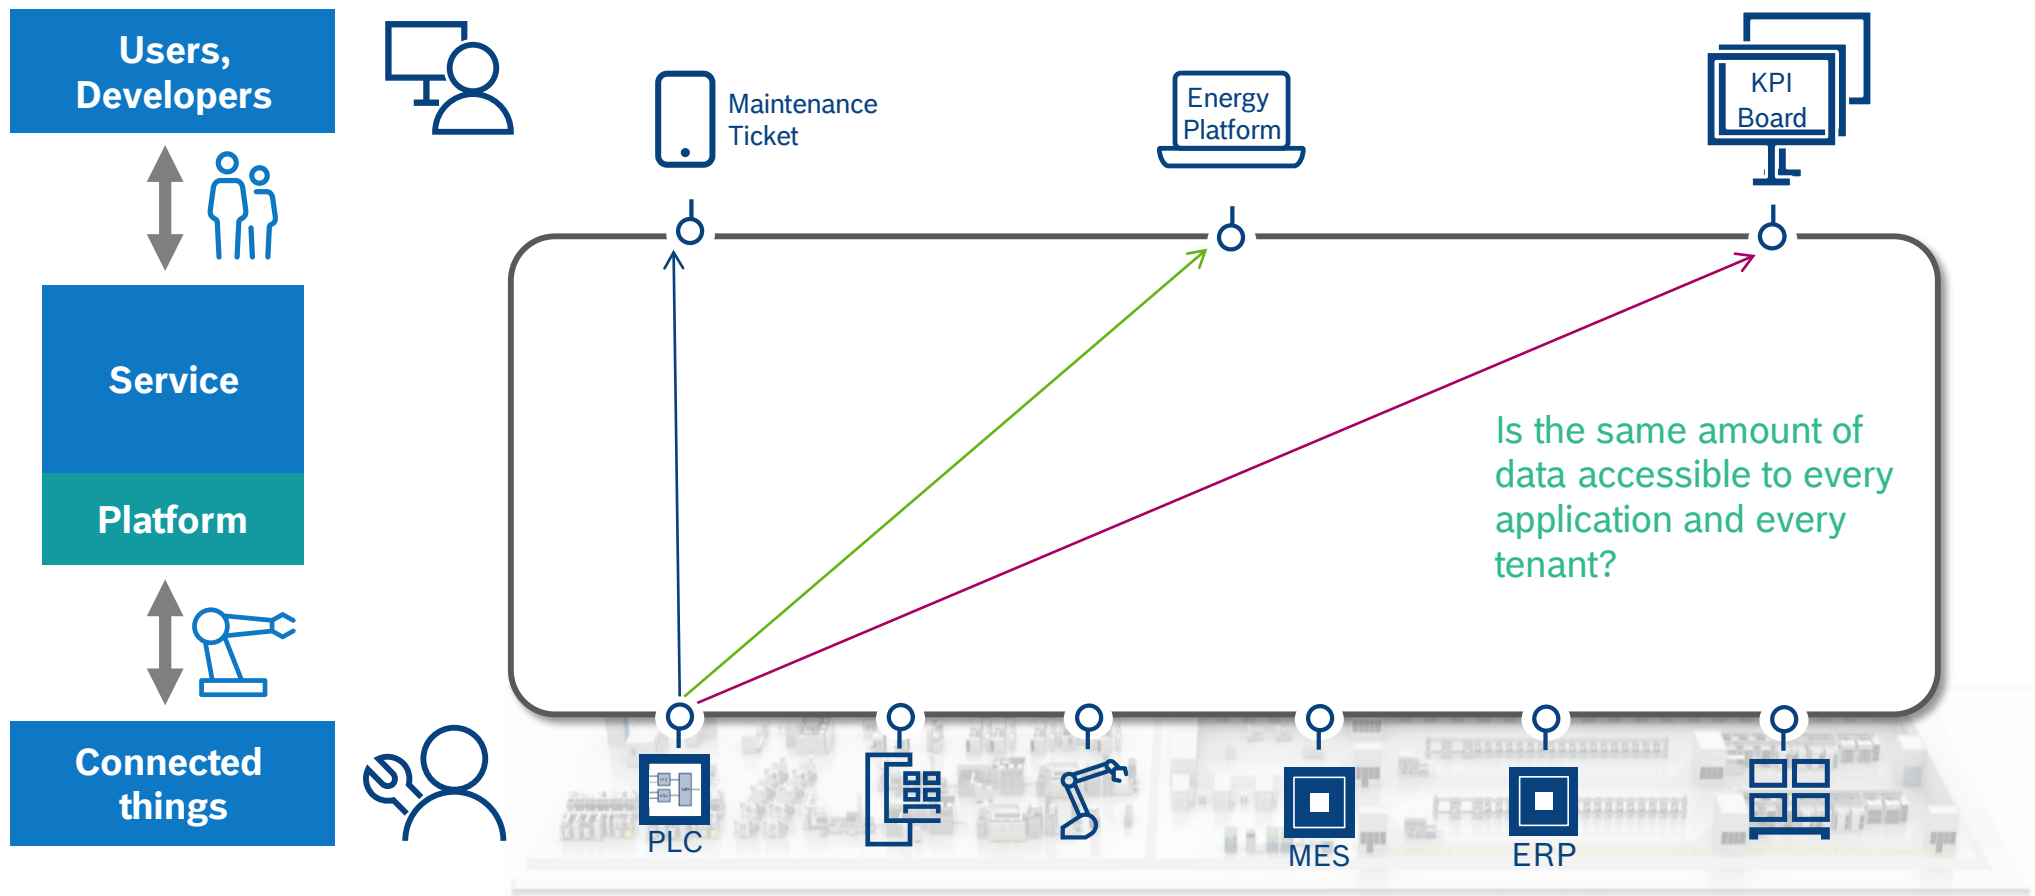 Users,
Developers
Service
Platform
Connected
things
Maintenance
Ticket
Energy
Platform
KPI
Board
Is the same amount of
data accessible to every
application and every
tenant?
PLC
MES
ERP